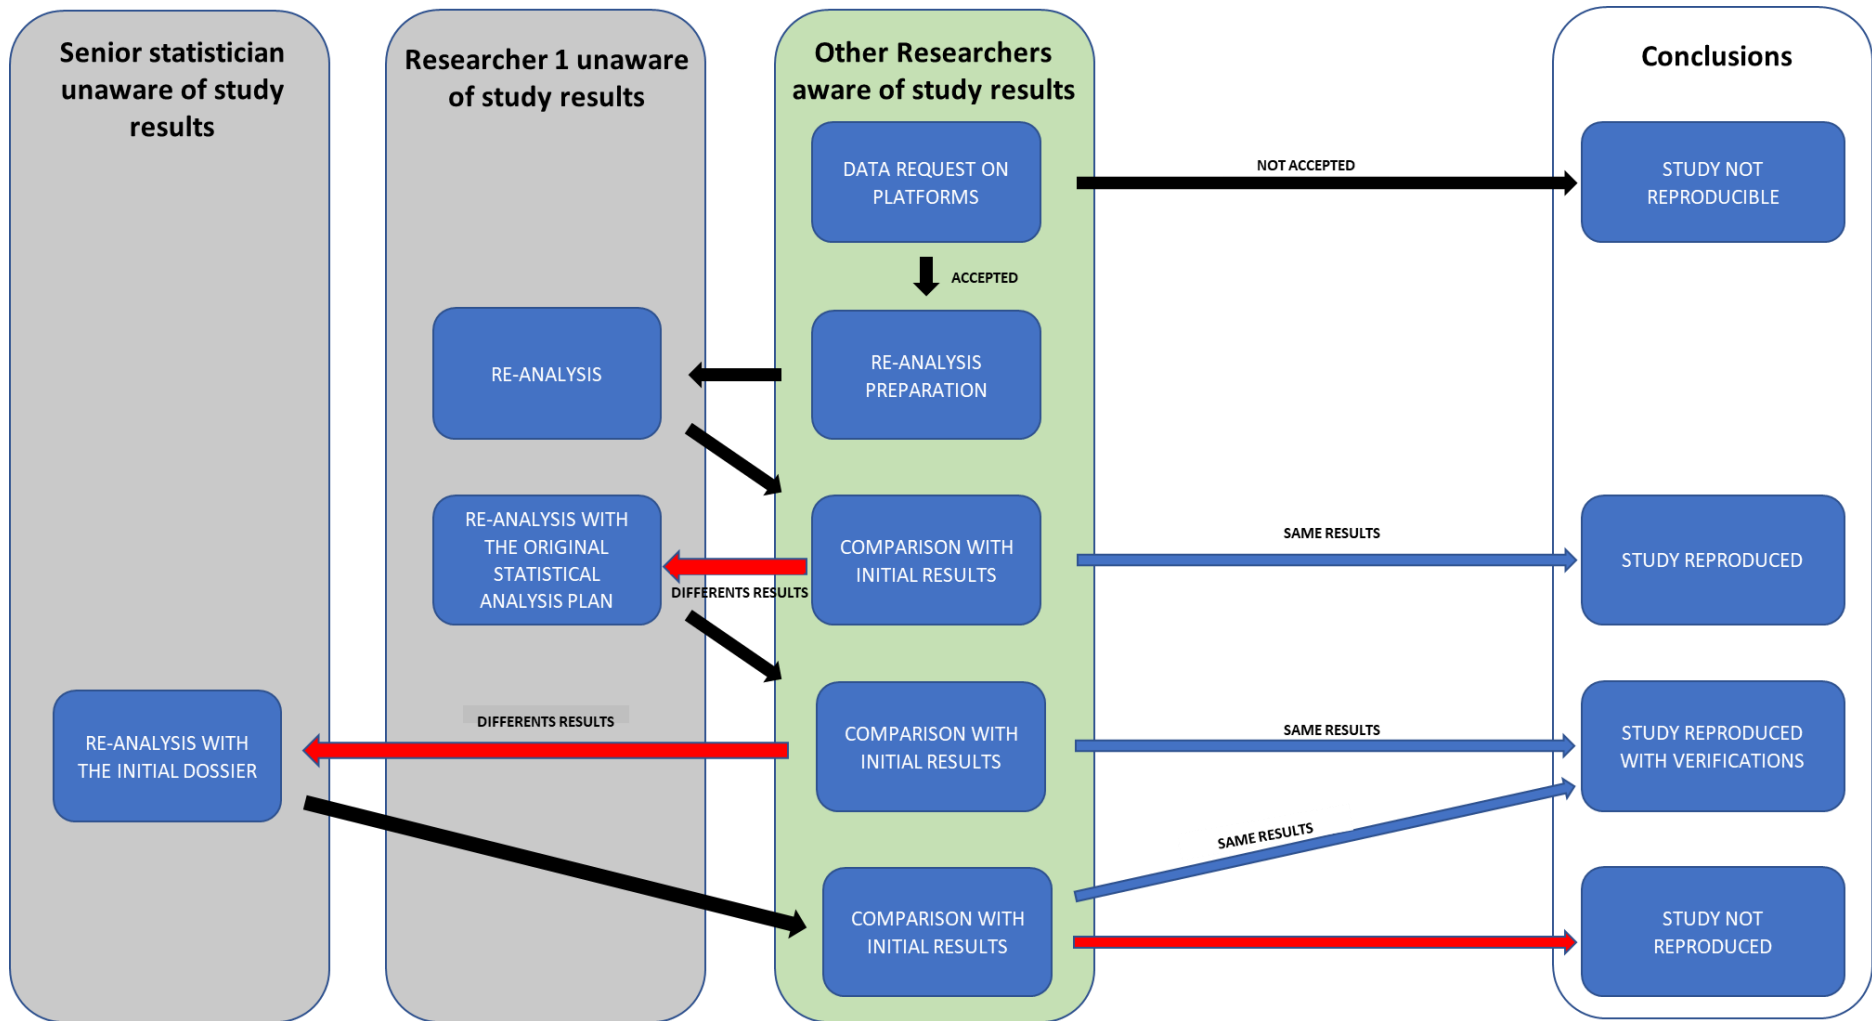 Senior statistician
unaware of study
results
Researcher 1 unaware
of study results
Other Researchers
aware of study results
Conclusions
DATA REQUEST ON
PLATFORMS
NOT ACCEPTED
STUDY NOT
REPRODUCIBLE
ACCEPTED
RE-ANALYSIS
RE-ANALYSIS
PREPARATION
RE-ANALYSIS WITH
THE ORIGINAL
STATISTICAL
ANALYSIS PLAN
DIFFERENTS RESULTS
COMPARISON WITH
INITIAL RESULTS
SAME RESULTS
STUDY REPRODUCED
RE-ANALYSIS WITH
THE INITIAL DOSSIER
DIFFERENTS RESULTS
COMPARISON WITH
INITIAL RESULTS
SAME RESULTS
STUDY REPRODUCED
WITH VERIFICATIONS
SAME RESULTS
COMPARISON WITH
INITIAL RESULTS
STUDY NOT
REPRODUCED